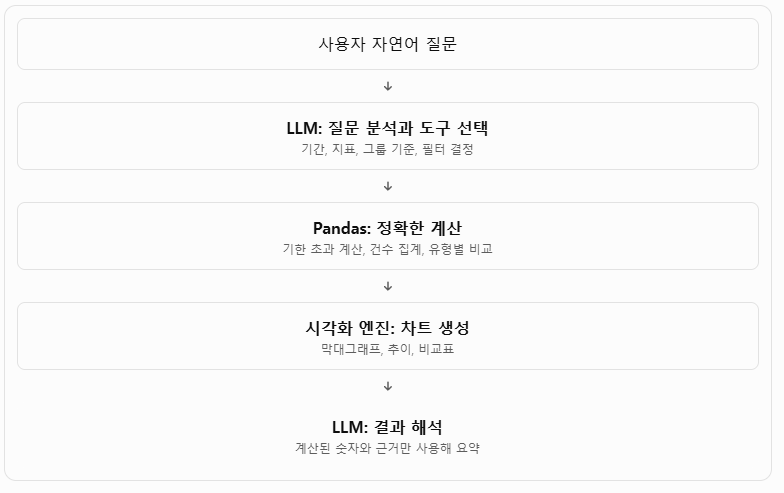 사용자 자연어 질문
↓
LLM: 질문 분석과 도구 선택
기간, 지표, 그룹 기준, 필터 결정
↓
Pandas: 정확한 계산
기한 초과 계산, 건수 집계, 유형별 비교
↓
시각화 엔진: 차트 생성
막대그래프, 추이, 비교표
↓
LLM: 결과 해석
계산된 숫자와 근거만 사용해 요약